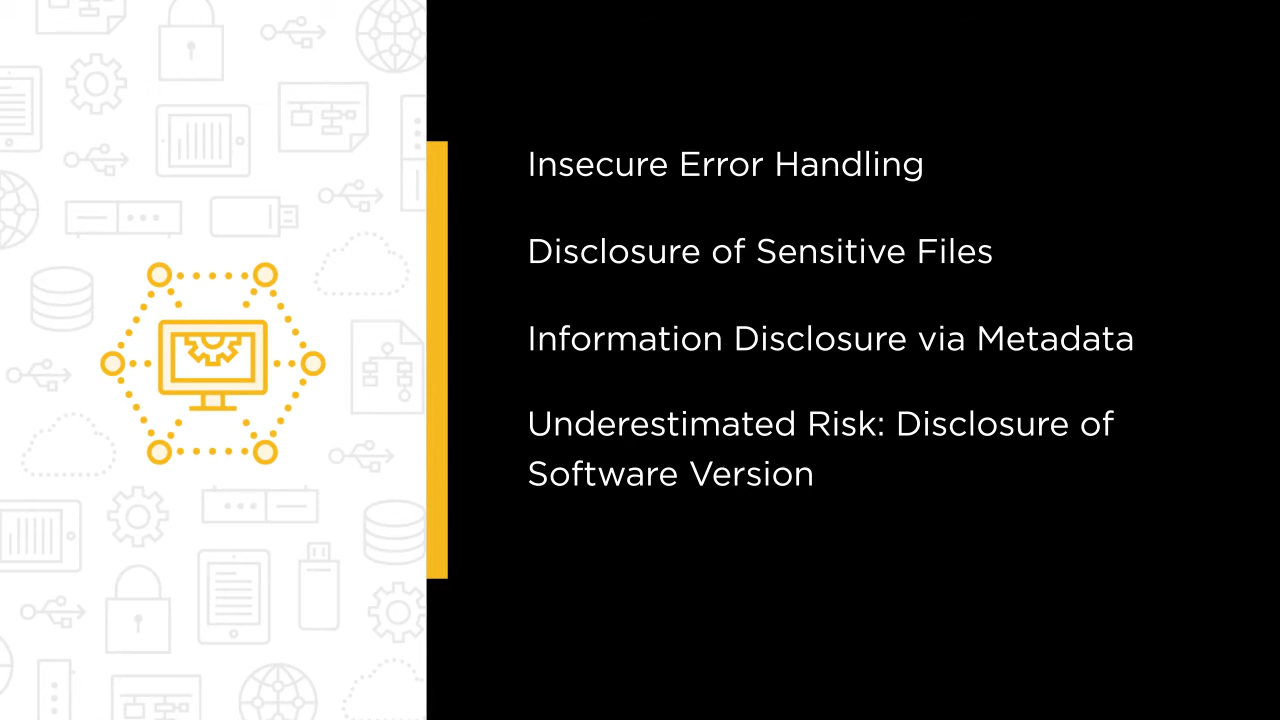 Insecure Error Handling
Disclosure of Sensitive Files
Information Disclosure via Metadata
Underestimated Risk: Disclosure of
Software Version